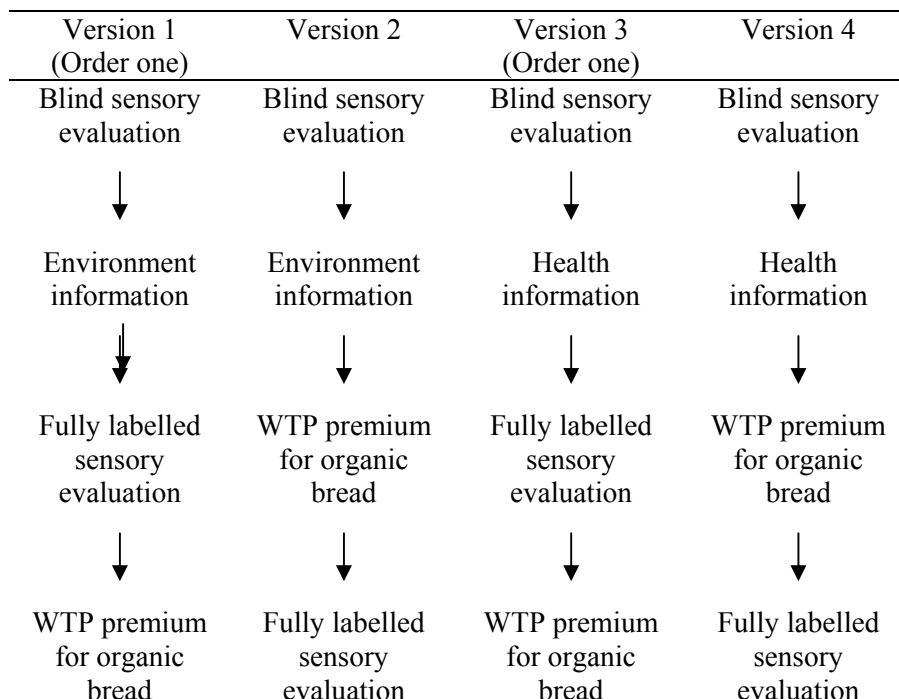 Version 1 Version 2 Version 3 Version 4
(Order one) (Order one)
Blind sensory Blind sensory Blind sensory Blind sensory
evaluation evaluation evaluation evaluation
Environment Environment Health Health
information information information information
Fully labelled WTP premium Fully labelled WTP premium
sensory for organic sensory for organic
evaluation bread evaluation bread
WTP premium Fully labelled WTP premium Fully labelled
for organic sensory for organic sensory
bread evaluation bread evaluation